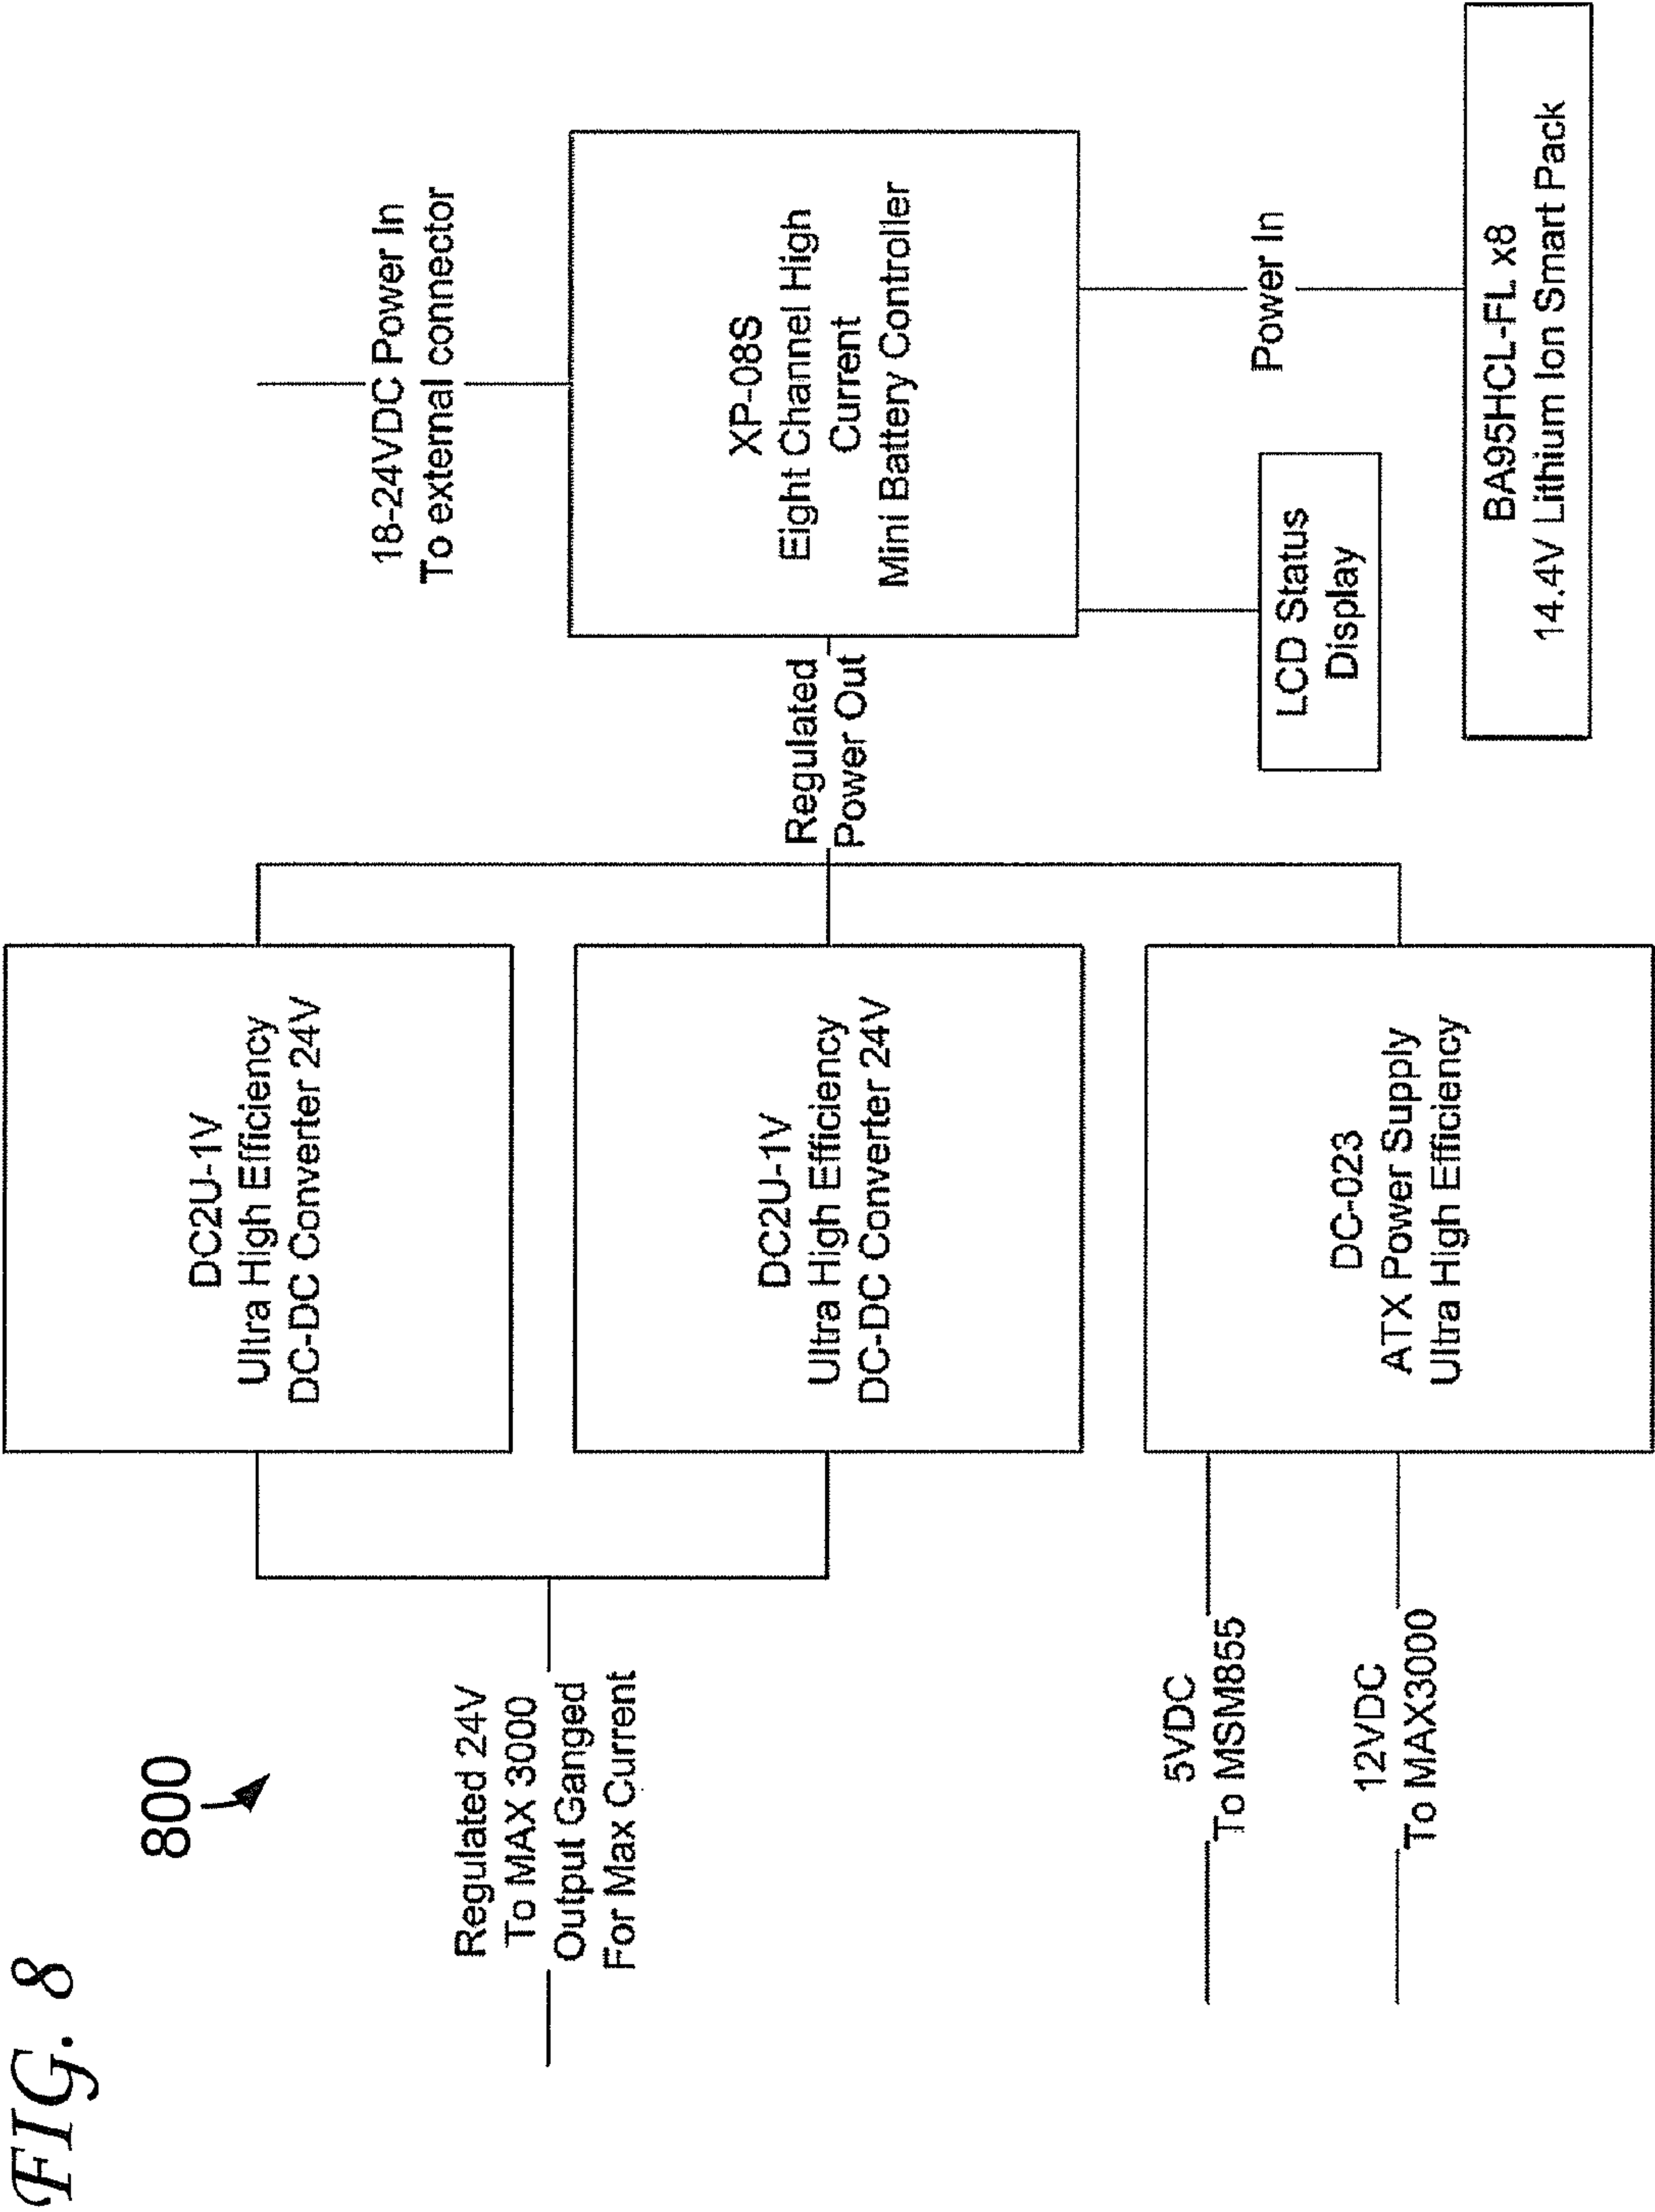 FIG. 8
800
Regulated 24V
To MAX 3000
Output Ganged
For Max Current
5VDC
To MSM855
12VDC
To MAX3000
DC2U-1V
Ultra High Efficiency
DC-DC Converter 24V
DC2U-1V
Ultra High Efficiency
DC-DC Converter 24V
DC-023
ATX Power Supply
Ultra High Efficiency
Regulated
Power Out
18-24VDC Power In
To external connector
XP-08S
Eight Channel High
Current
Mini Battery Controller
LCD Status
Display
Power In
BA95HCL-FL x8
14.4V Lithium Ion Smart Pack